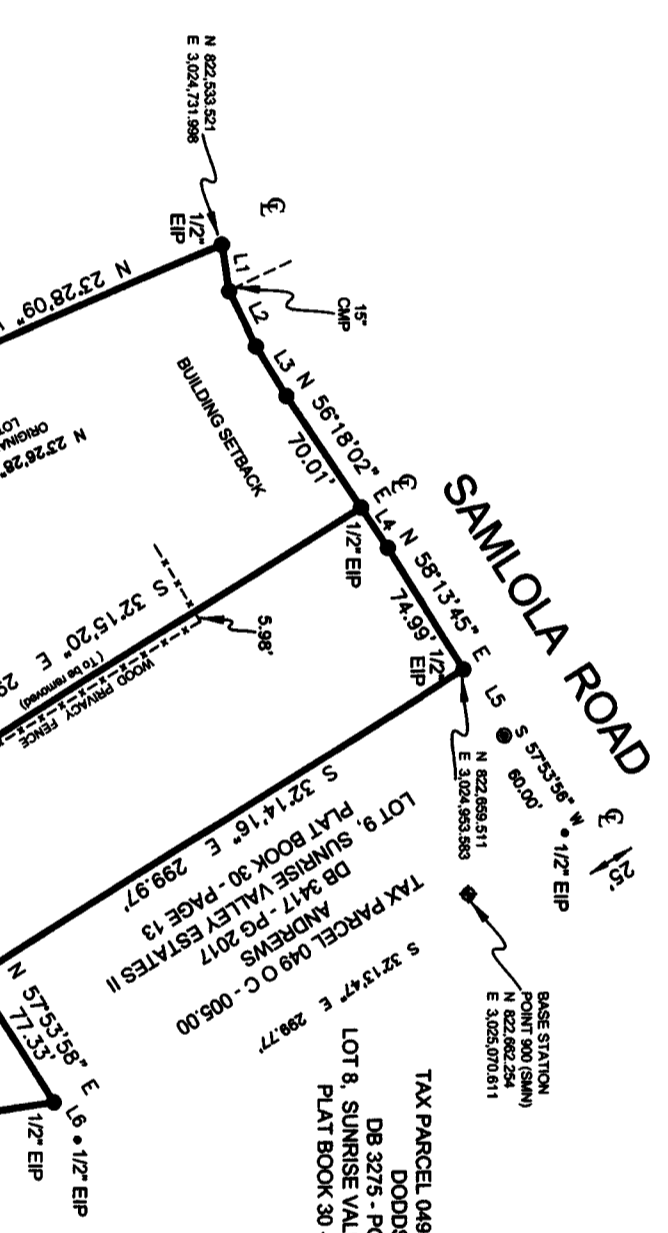 N 822,533.521
E 3,024,731.998
1/2"
EIP
℄
L1
15"
CMP
L2
L3
N 56°18'02" E
70.01'
BUILDING SETBACK
N 23°28'09"
N 23°26'28"
ORIGINA
LOT
℄
L4
1/2" EIP
N 58°13'45" E
74.99'
1/2"
EIP
SAMLOLA ROAD
L5
S 57°53'56" W
60.00'
℄
25'
1/2" EIP
N 822,659.511
E 3,024,953.583
BASE STATION
POINT 900 (SMN)
N 822,662.254
E 3,025,070.611
5.98'
S 32°15'20" E 29
(To be removed)
WOOD PRIVACY FENCE
S 32°14'16" E 299.97'
LOT 9, SUNRISE VALLEY ESTATES II
PLAT BOOK 30 - PAGE 13
DB 3417 - PG 2017
ANDREWS
TAX PARCEL 049 O C - 005.00
S 32°13'47" E 299.77'
TAX PARCEL 049
DODDS
DB 3275 - PG
LOT 8, SUNRISE VAL
PLAT BOOK 30
N 57°53'58" E
77.33'
L6
1/2" EIP
1/2" EIP